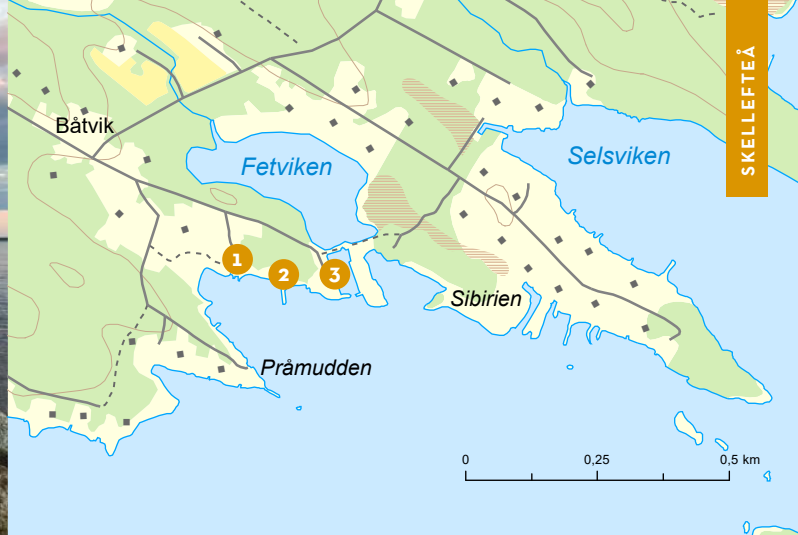 SKELLEFTEÅ
Båtvik
Fetviken
Selsviken
1
2
3
Sibirien
Pråmudden
0 0,25 0,5 km